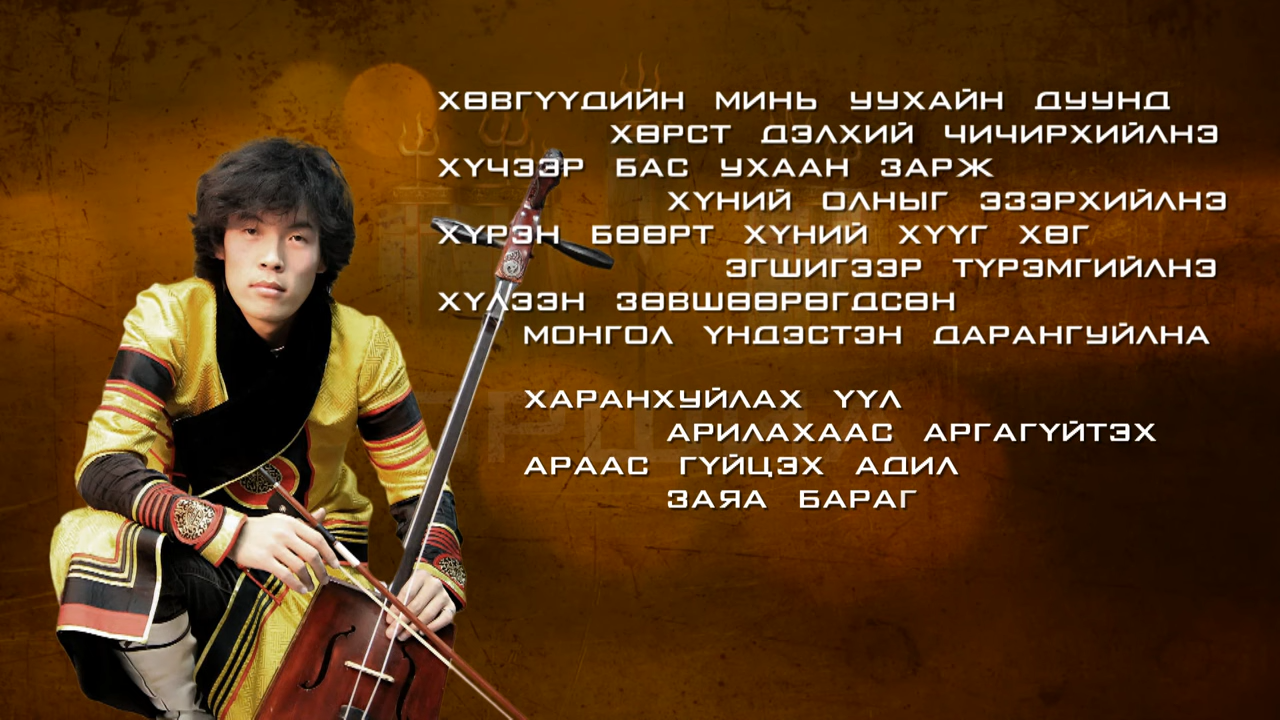 ХӨВГҮҮДИЙН МИНЬ УУХАЙН ДУУНД
ХӨРСТ ДЭЛХИЙ ЧИЧИРХИЙЛНЭ
ХҮЧЭЭР БАС УХААН ЗАРЖ
ХҮНИЙ ОЛНЫГ ЭЗЭРХИЙЛНЭ
ХҮРЭН БӨӨРТ ХҮНИЙ ХҮҮГ ХӨГ
ЭГШИГЭЭР ТҮРЭМГИЙЛНЭ
ХҮЛЭЭН ЗӨВШӨӨРӨГДСӨН
МОНГОЛ ҮНДЭСТЭН ДАРАНГУЙЛНА
ХАРАНХУЙЛАХ ҮҮЛ
АРИЛАХААС АРГАГҮЙТЭХ
АРААС ГҮЙЦЭХ АДИЛ
ЗАЯА БАРАГ